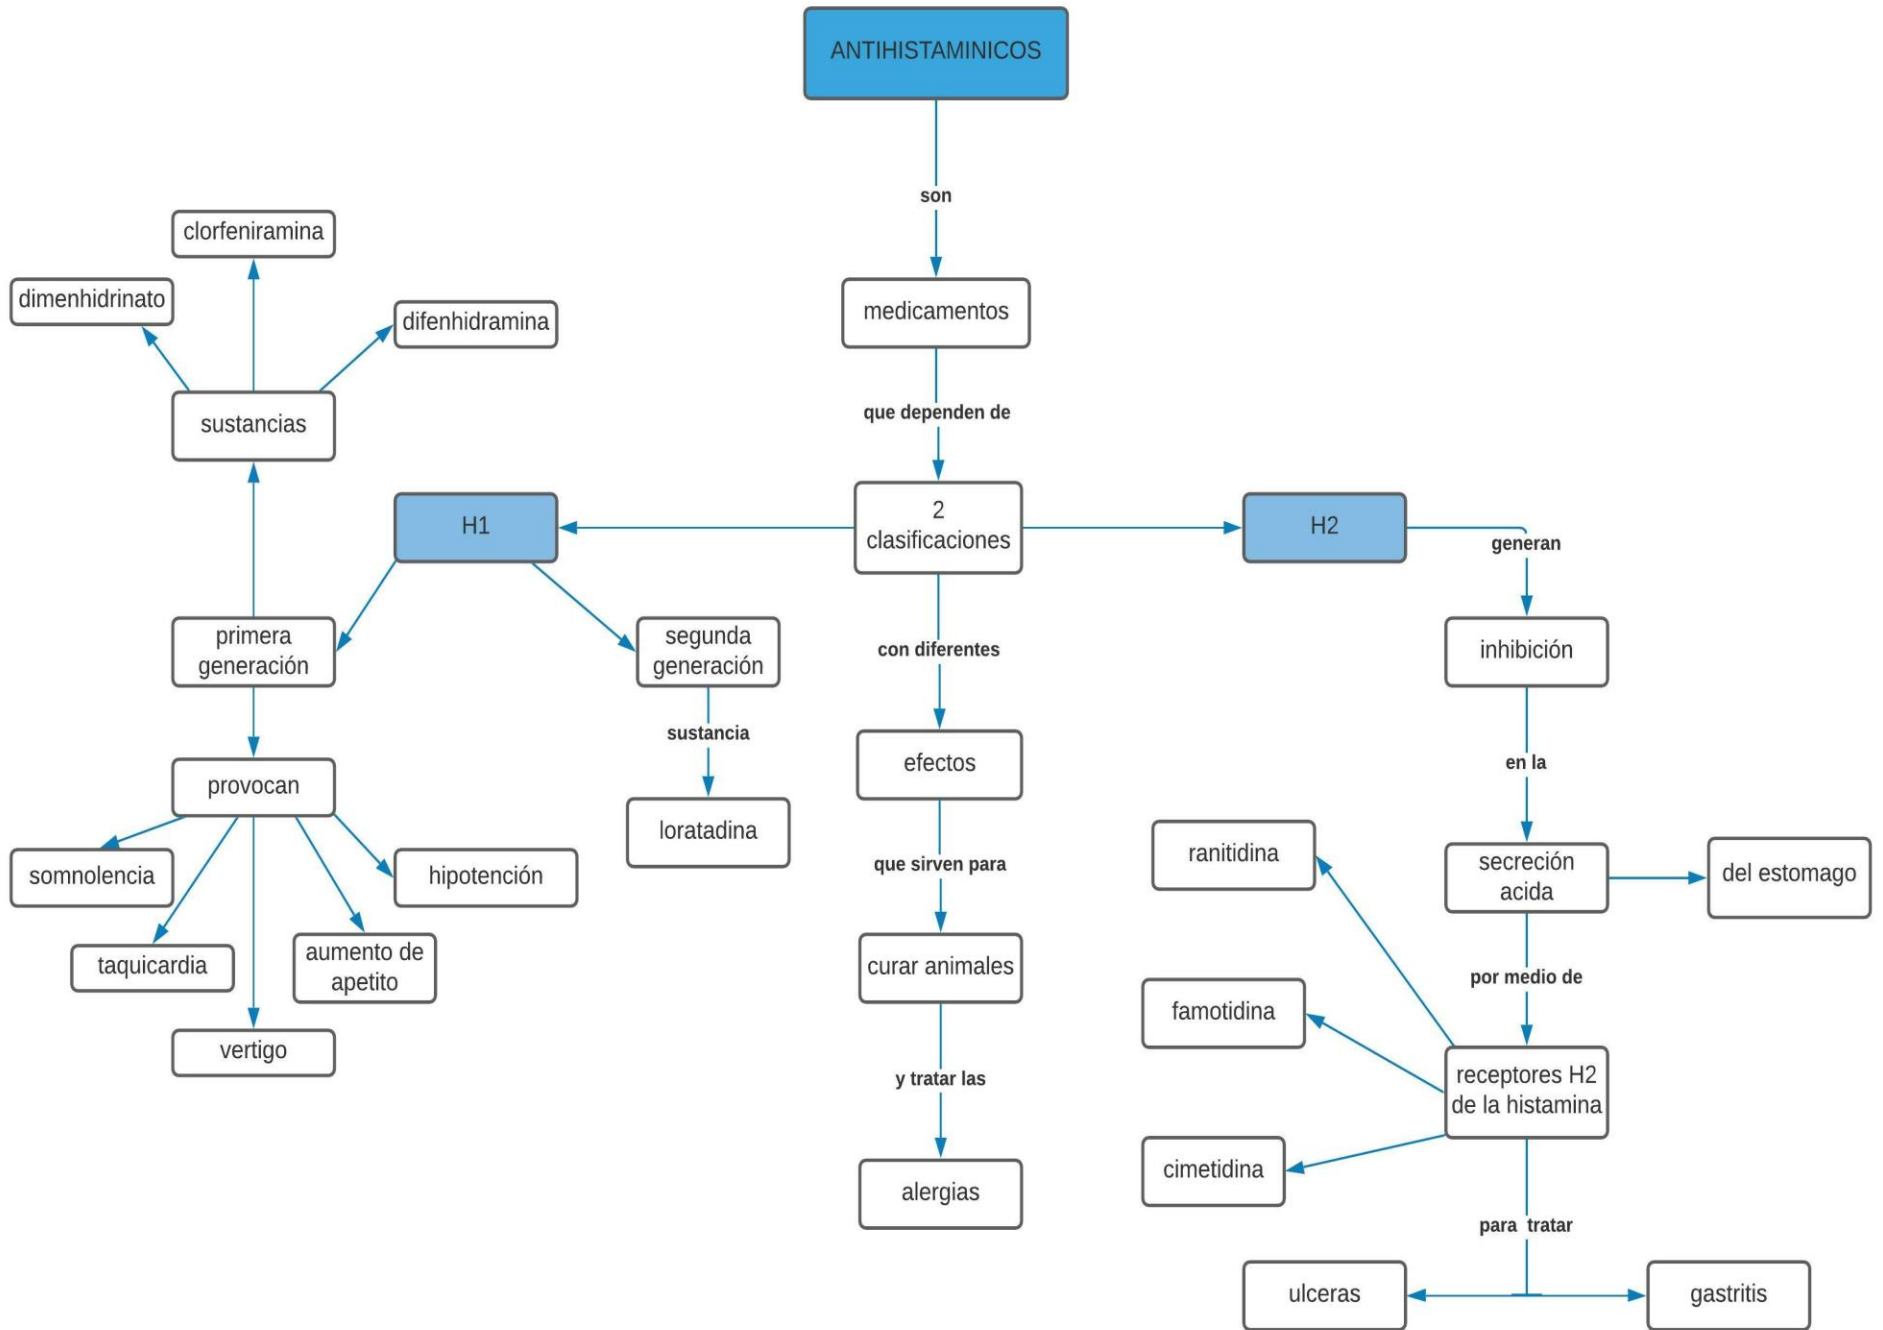 ANTIHISTAMINICOS
son
medicamentos
que dependen de
2
clasificaciones
H1
H2
clorfeniramina
dimenhidrinato
difenhidramina
sustancias
primera
generación
segunda
generación
sustancia
loratadina
provocan
somnolencia
hipotención
taquicardia
aumento de
apetito
vertigo
con diferentes
efectos
que sirven para
curar animales
y tratar las
alergias
generan
inhibición
en la
secreción
acida
del estomago
por medio de
receptores H2
de la histamina
ranitidina
famotidina
cimetidina
para  tratar
ulceras
gastritis